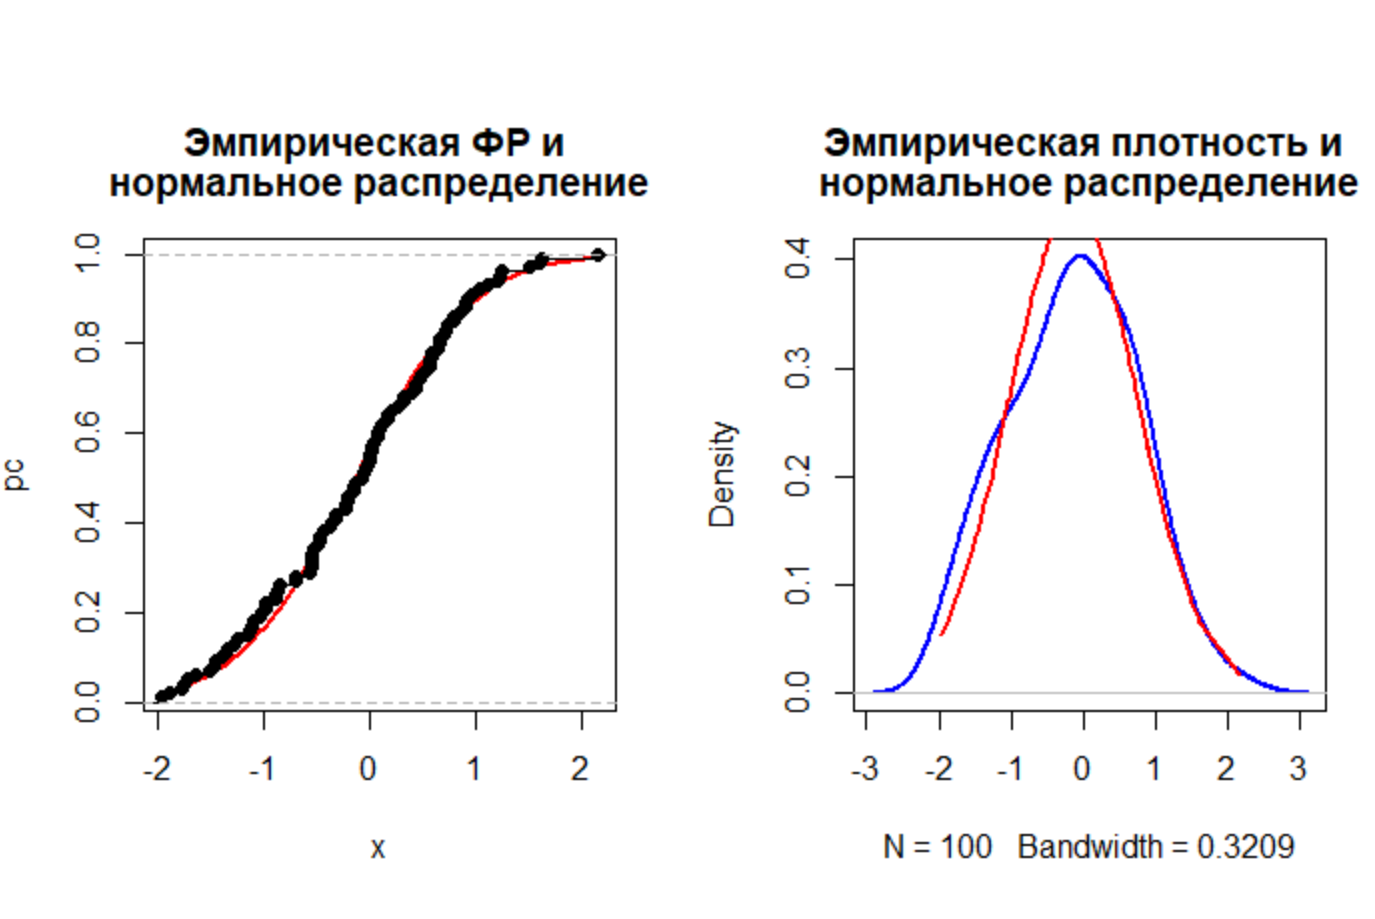 Эмпирическая ФР и
нормальное распределение
pc
0.0 0.2 0.4 0.6 0.8 1.0
-2 -1 0 1 2
x
Эмпирическая плотность и
нормальное распределение
Density
0.0 0.1 0.2 0.3 0.4
-3 -2 -1 0 1 2 3
N = 100 Bandwidth = 0.3209